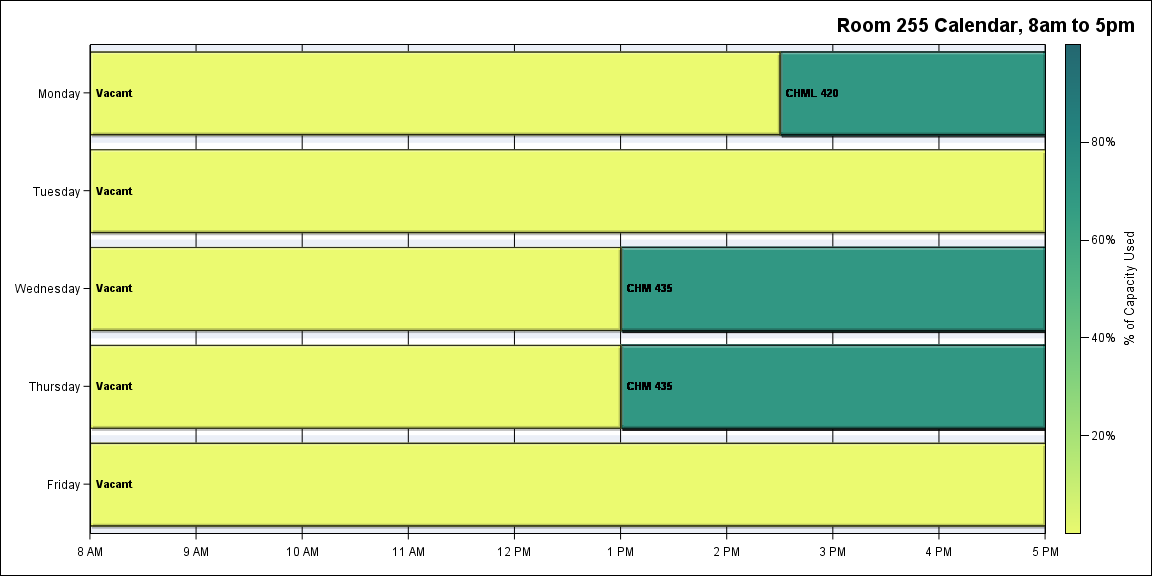 Room 255 Calendar, 8am to 5pm
Monday
Vacant
CHML 420
Tuesday
Vacant
Wednesday
Vacant
CHM 435
Thursday
Vacant
CHM 435
Friday
Vacant
8 AM
9 AM
10 AM
11 AM
12 PM
1 PM
2 PM
3 PM
4 PM
5 PM
80%
60%
40%
20%
% of Capacity Used